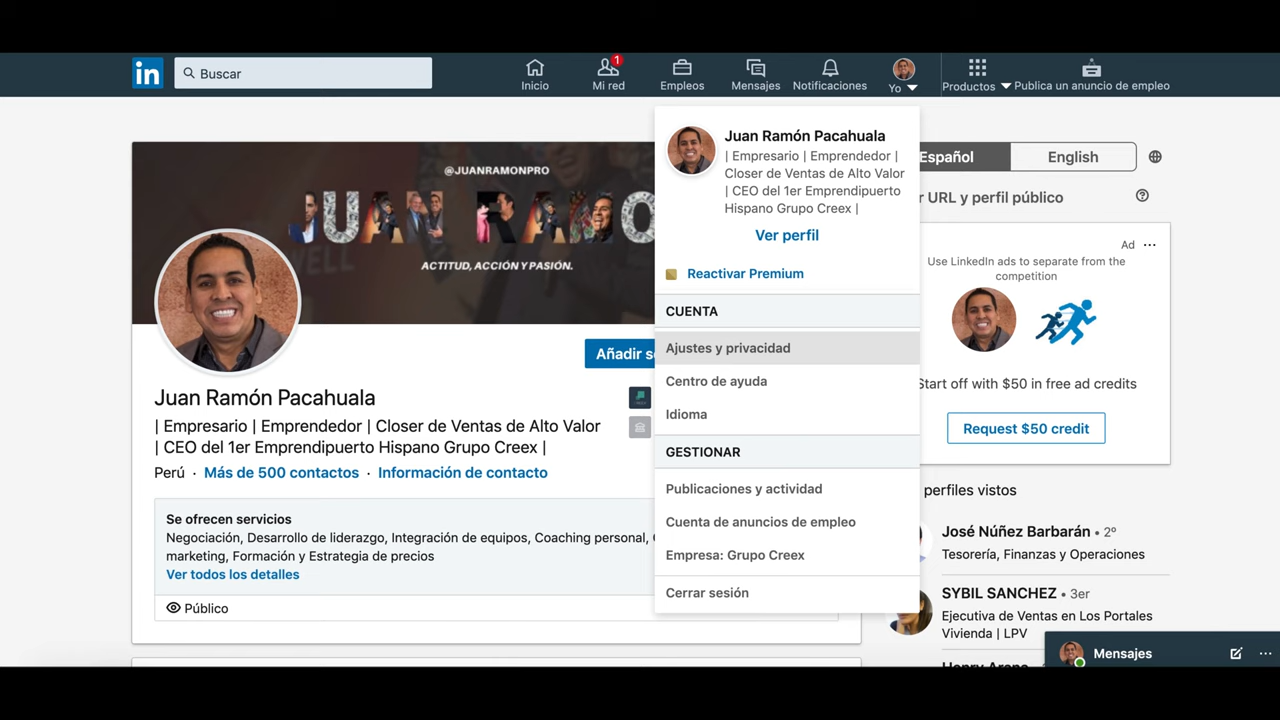 in
Buscar
Inicio
1
Mi red
Empleos
Mensajes
Notificaciones
Yo
Productos
Publica un anuncio de empleo
@JUANRAMONPRO
JUAN RAMO
ACTITUD, ACCIÓN Y PASIÓN.
Añadir s
Juan Ramón Pacahuala
| Empresario | Emprendedor | Closer de Ventas de Alto Valor
| CEO del 1er Emprendipuerto Hispano Grupo Creex |
Perú · Más de 500 contactos · Información de contacto
Se ofrecen servicios
Negociación, Desarrollo de liderazgo, Integración de equipos, Coaching personal,
marketing, Formación y Estrategia de precios
Ver todos los detalles
Público
Juan Ramón Pacahuala
| Empresario | Emprendedor |
Closer de Ventas de Alto Valor
| CEO del 1er Emprendipuerto
Hispano Grupo Creex |
Ver perfil
Reactivar Premium
CUENTA
Ajustes y privacidad
Centro de ayuda
Idioma
GESTIONAR
Publicaciones y actividad
Cuenta de anuncios de empleo
Empresa: Grupo Creex
Cerrar sesión
Español
English
r URL y perfil público
Ad ...
Use LinkedIn ads to separate from the
competition
Start off with $50 in free ad credits
Request $50 credit
perfiles vistos
José Núñez Barbarán • 2º
Tesorería, Finanzas y Operaciones
SYBIL SANCHEZ • 3er
Ejecutiva de Ventas en Los Portales
Vivienda | LPV
Mensajes